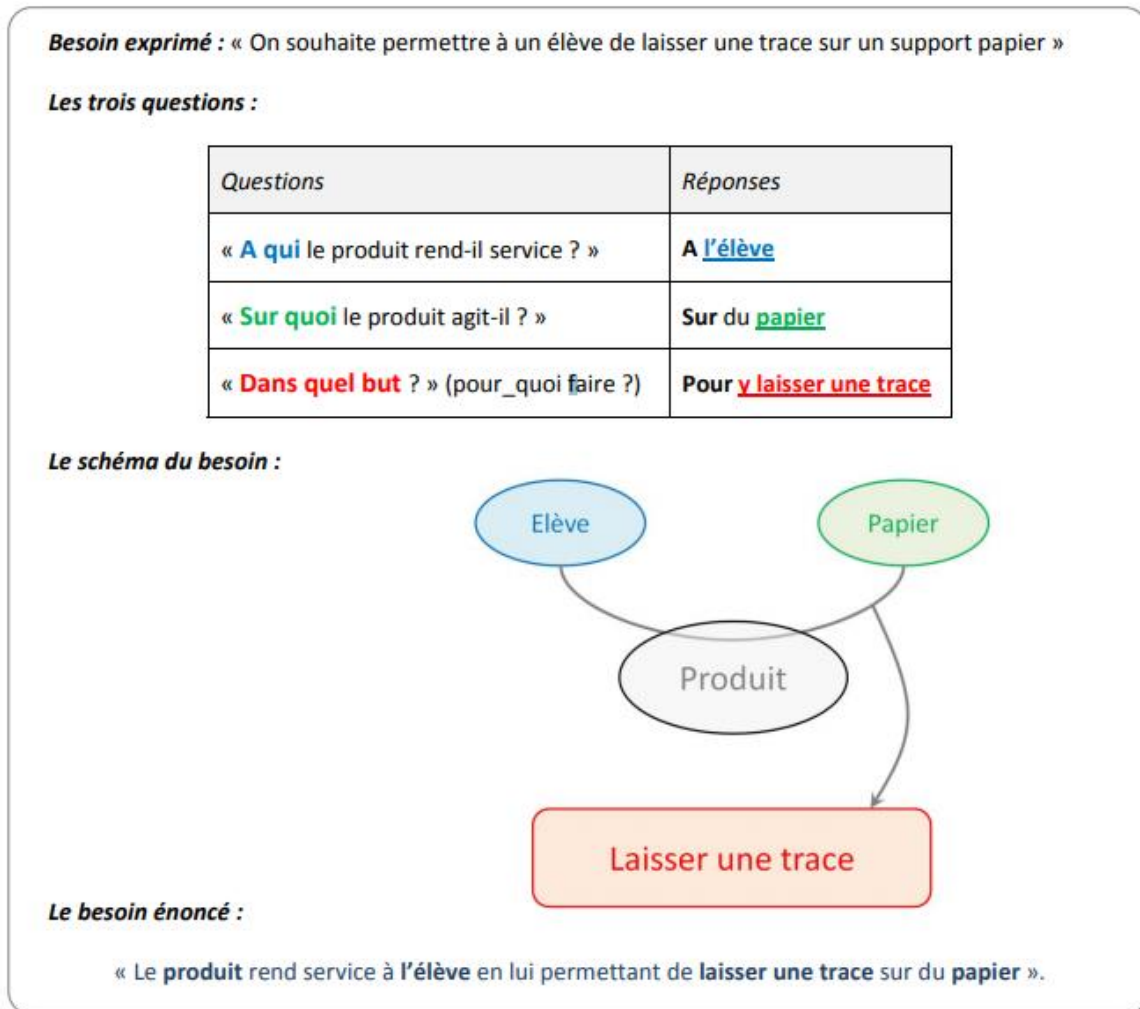 Besoin exprimé : « On souhaite permettre à un élève de laisser une trace sur un support papier »
Les trois questions :
Questions Réponses
« A qui le produit rend-il service ? » A l’élève
« Sur quoi le produit agit-il ? » Sur du papier
« Dans quel but ? » (pour_quoi faire ?) Pour y laisser une trace
Le schéma du besoin :
Elève Papier
Produit
Laisser une trace
Le besoin énoncé :
« Le produit rend service à l’élève en lui permettant de laisser une trace sur du papier ».